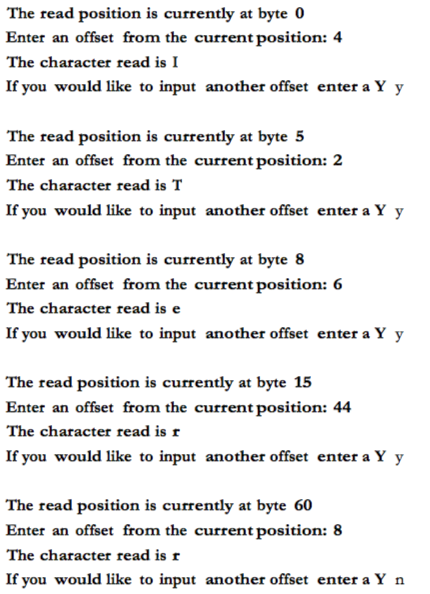 The read position is currently at byte 0
Enter an offset from the current position: 4
The character read is I
If you would like to input another offset enter a Y y
The read position is currently at byte 5
Enter an offset from the current position: 2
The character read is T
If you would like to input another offset enter a Y y
The read position is currently at byte 8
Enter an offset from the current position: 6
The character read is e
If you would like to input another offset enter a Y y
The read position is currently at byte 15
Enter an offset from the current position: 44
The character read is r
If you would like to input another offset enter a Y y
The read position is currently at byte 60
Enter an offset from the current position: 8
The character read is r
If you would like to input another offset enter a Y n